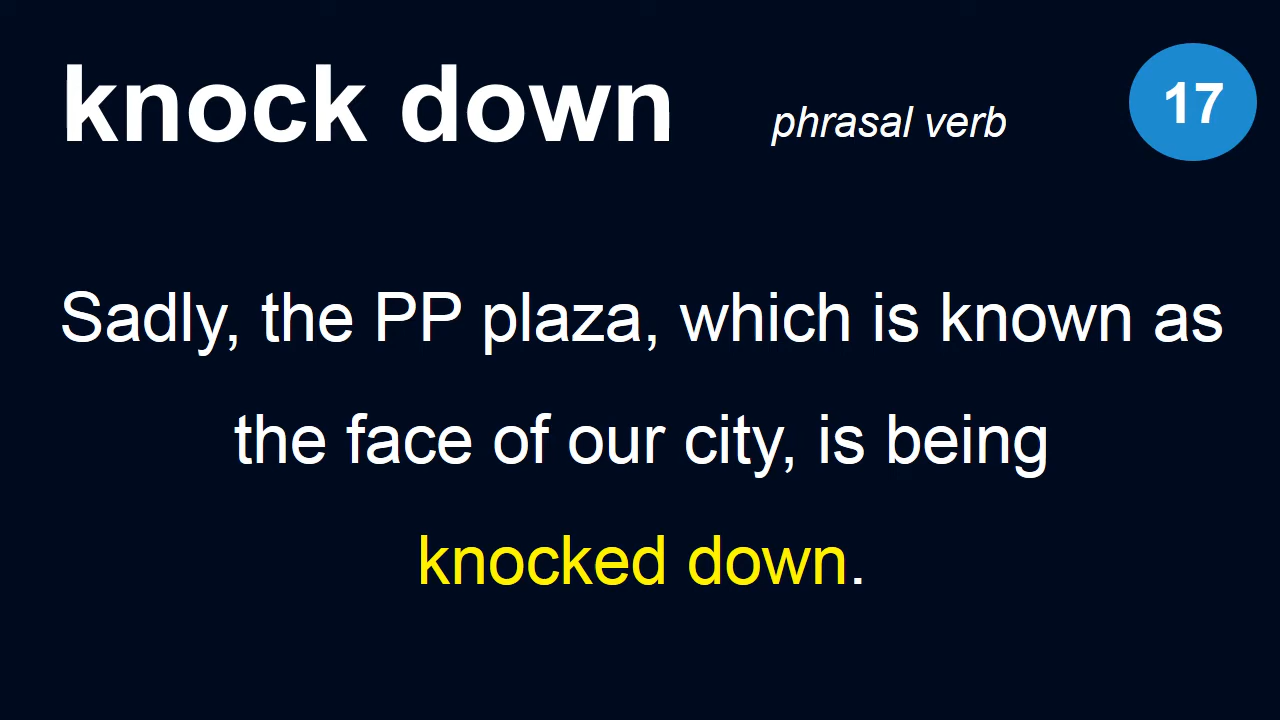 knock down phrasal verb 17
Sadly, the PP plaza, which is known as
the face of our city, is being
knocked down.